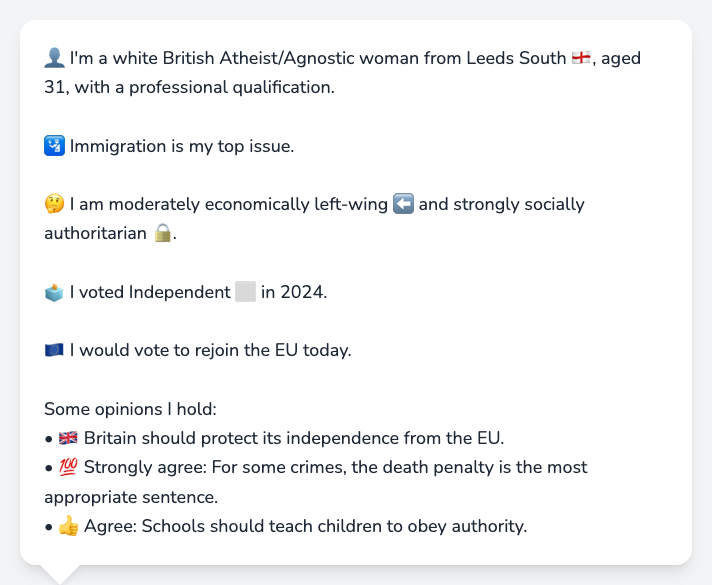 👤 I'm a white British Atheist/Agnostic woman from Leeds South 🏴󠁧󠁢󠁥󠁮󠁧󠁿, aged
31, with a professional qualification.
🛂 Immigration is my top issue.
🤔 I am moderately economically left-wing ⬅️ and strongly socially
authoritarian 🔒.
🗳️ I voted Independent ⬜ in 2024.
🇪🇺 I would vote to rejoin the EU today.
Some opinions I hold:
• 🇬🇧 Britain should protect its independence from the EU.
• 💯 Strongly agree: For some crimes, the death penalty is the most
appropriate sentence.
• 👍 Agree: Schools should teach children to obey authority.